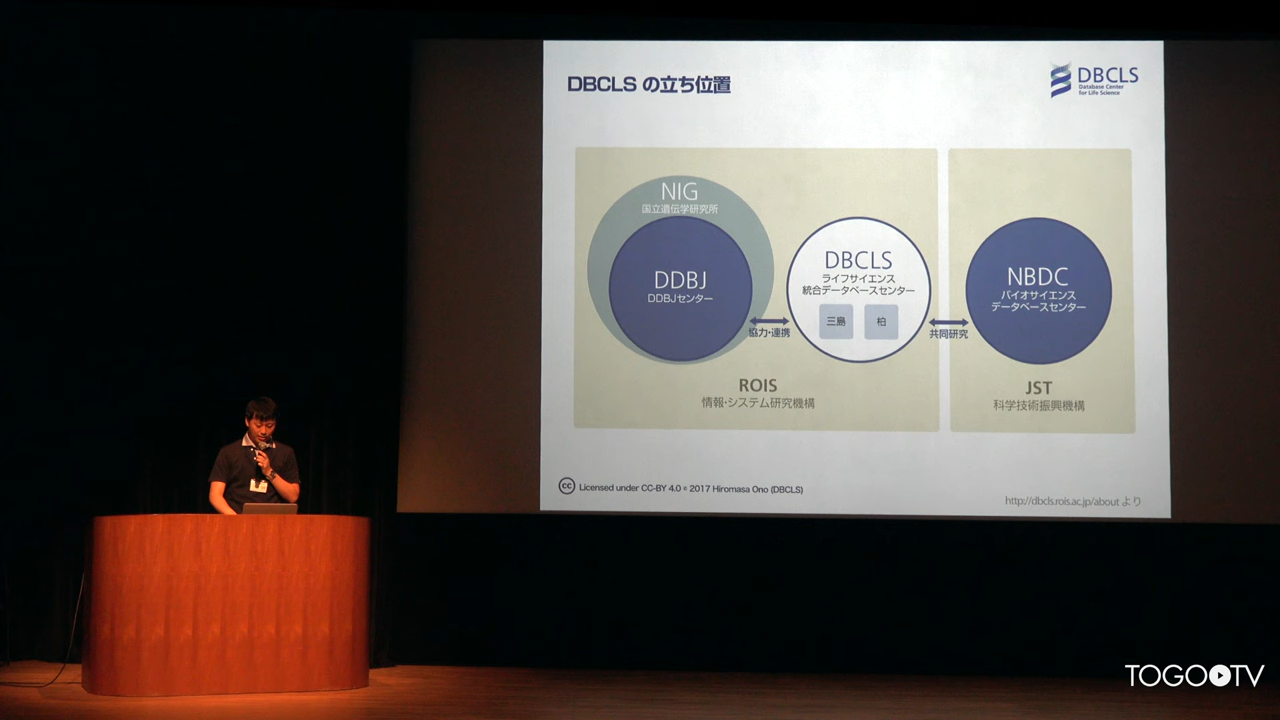 DBCLS の立ち位置
DBCLS
Database Center
for Life Science
NIG
国立遺伝学研究所
DDBJ
DDBJセンター
協力・連携
DBCLS
ライフサイエンス
統合データベースセンター
三島
柏
共同研究
NBDC
バイオサイエンス
データベースセンター
ROIS
情報・システム研究機構
JST
科学技術振興機構
cc Licensed under CC-BY 4.0 © 2017 Hiromasa Ono (DBCLS)
http://dbcls.rois.ac.jp/about より
TOGO TV